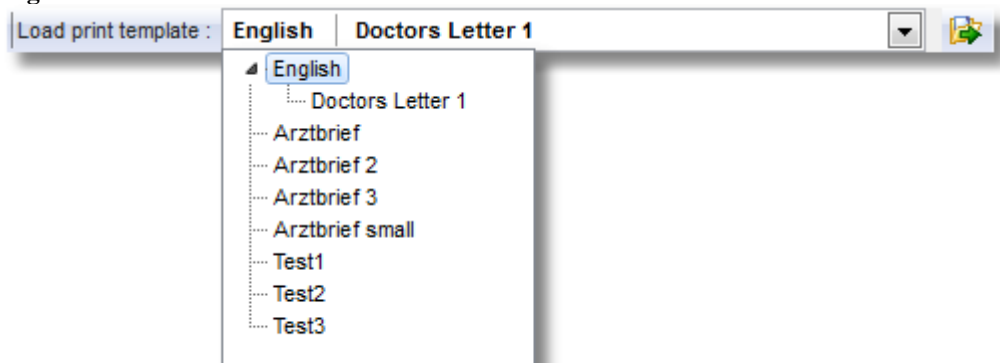 Load print template : English Doctors Letter 1
English
Doctors Letter 1
Arztbrief
Arztbrief 2
Arztbrief 3
Arztbrief small
Test1
Test2
Test3